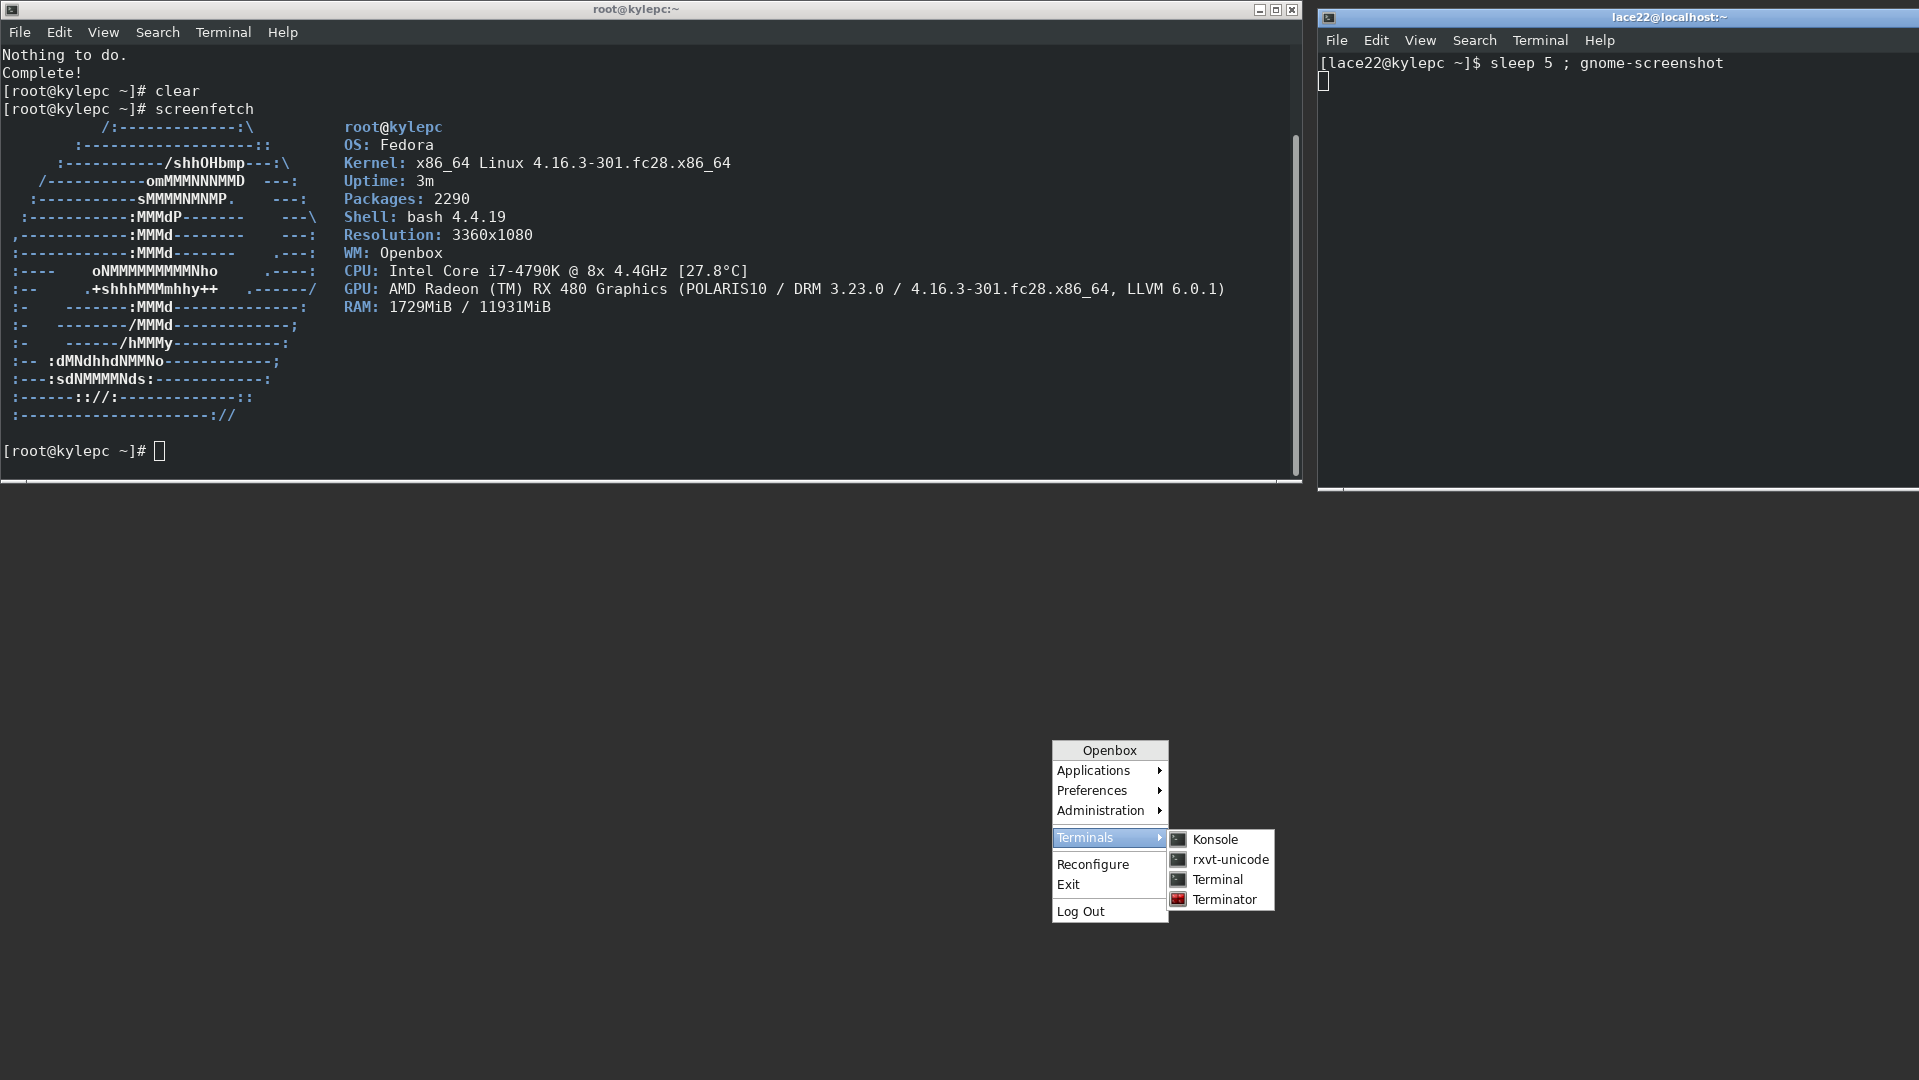 root@kylepc:~
File Edit View Search Terminal Help
Nothing to do.
Complete!
[root@kylepc ~]# clear
[root@kylepc ~]# screenfetch
/:-------------:\ root@kylepc
:-------------------:: OS: Fedora
:-----------/shhOHbmp---:\ Kernel: x86_64 Linux 4.16.3-301.fc28.x86_64
/-----------omMMMNNNMMD ---: Uptime: 3m
:-----------sMMMMNMNMP. ---: Packages: 2290
:-----------:MMMdP------- ---\ Shell: bash 4.4.19
,------------:MMMd-------- ---: Resolution: 3360x1080
:------------:MMMd------- .---: WM: Openbox
:---- oNMMMMMMMMMNho .----: CPU: Intel Core i7-4790K @ 8x 4.4GHz [27.8°C]
:-- .+shhhMMMmhhy++ .------/ GPU: AMD Radeon (TM) RX 480 Graphics (POLARIS10 / DRM 3.23.0 / 4.16.3-301.fc28.x86_64, LLVM 6.0.1)
:- -------:MMMd--------------: RAM: 1729MiB / 11931MiB
:- --------/MMMd-------------;
:- ------/hMMMy------------:
:-- :dMNdhhdNMMNo------------;
:---:sdNMMMMNds:------------:
:------:://:-------------::
:---------------------://
[root@kylepc ~]#
lace22@localhost:~
File Edit View Search Terminal Help
[lace22@kylepc ~]$ sleep 5 ; gnome-screenshot
Openbox
Applications
Preferences
Administration
Terminals
Reconfigure
Exit
Log Out
Konsole
rxvt-unicode
Terminal
Terminator